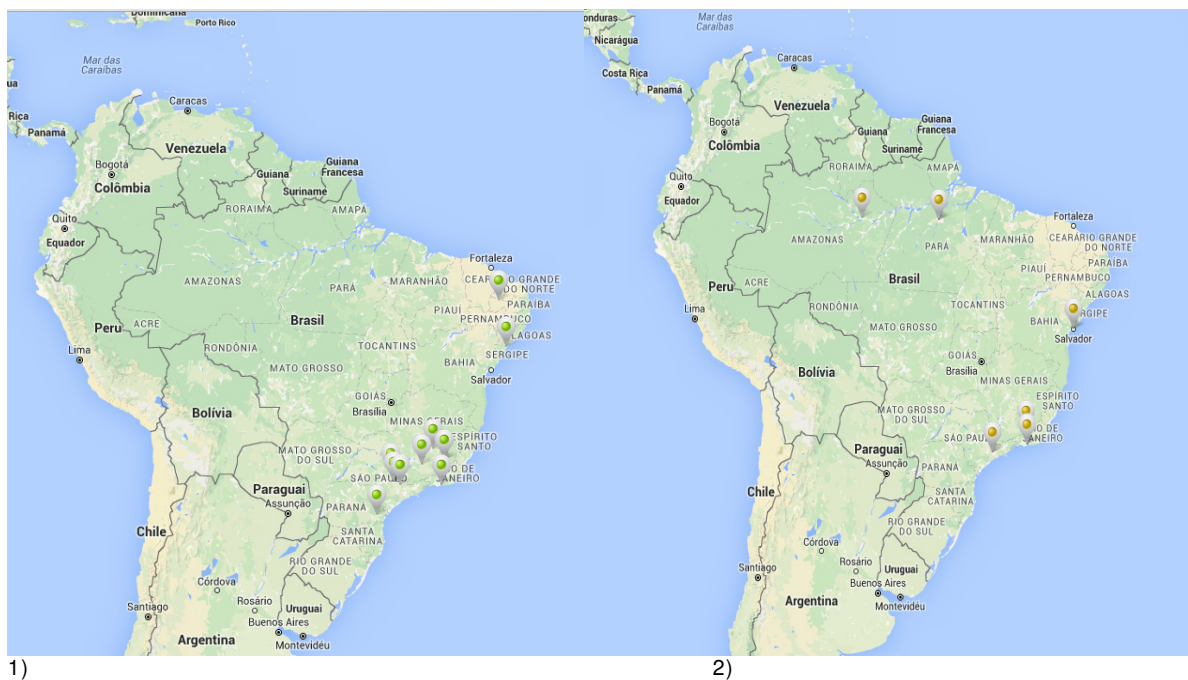 Dominicana
Porto Rico
Mar das
Caraíbas
ua
Rica
Panamá
Caracas
Venezuela
Bogotá
Colômbia
Guiana
Guiana
Francesa
Suriname
RORAIMA
AMAPÁ
Quito
Equador
Fortaleza
AMAZONAS
PARÁ
MARANHÃO
CEARÁ
RIO GRANDE
DO NORTE
PARAÍBA
PIAUÍ
PERNAMBUCO
Brasil
ALAGOAS
Peru
ACRE
TOCANTINS
SERGIPE
Lima
RONDÔNIA
BAHIA
MATO GROSSO
Salvador
GOIÁS
Brasília
Bolívia
MINAS GERAIS
ESPÍRITO
SANTO
MATO GROSSO
DO SUL
SÃO PAULO
RIO DE
JANEIRO
Paraguai
Assunção
PARANÁ
Chile
SANTA
CATARINA
RIO GRANDE
DO SUL
Córdova
Rosário
Uruguai
Santiago
Buenos Aires
Montevidéu
Argentina
1)
onduras
Mar das
Caraíbas
Nicarágua
Costa Rica
Panamá
Caracas
Venezuela
Bogotá
Colômbia
Guiana
Guiana
Francesa
Suriname
RORAIMA
AMAPÁ
Quito
Equador
Fortaleza
AMAZONAS
PARÁ
MARANHÃO
CEARÁ
RIO GRANDE
DO NORTE
PARAÍBA
PIAUÍ
PERNAMBUCO
Brasil
ALAGOAS
Peru
ACRE
TOCANTINS
RONDÔNIA
SERGIPE
Lima
BAHIA
MATO GROSSO
Salvador
GOIÁS
Brasília
Bolívia
MINAS GERAIS
ESPÍRITO
SANTO
MATO GROSSO
DO SUL
SÃO PAULO
RIO DE
JANEIRO
Paraguai
Assunção
PARANÁ
Chile
SANTA
CATARINA
RIO GRANDE
DO SUL
Córdova
Rosário
Uruguai
Santiago
Buenos Aires
Montevidéu
Argentina
2)